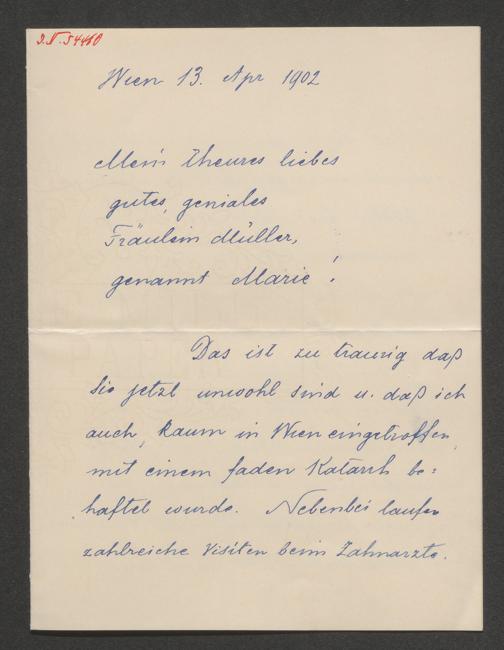 I.N. 54460
Wien 13. Apr 1902
Mein theures liebes
gutes, geniales
Fräulein Müller,
genannt Marie!
Das ist zu traurig daß
Sie jetzt unwohl sind u. daß ich
auch, kaum in Wien eingetroffen,
mit einem faden Katarrh be=
haftet wurde. Nebenbei laufen
zahlreiche Visiten beim Zahnarzte.